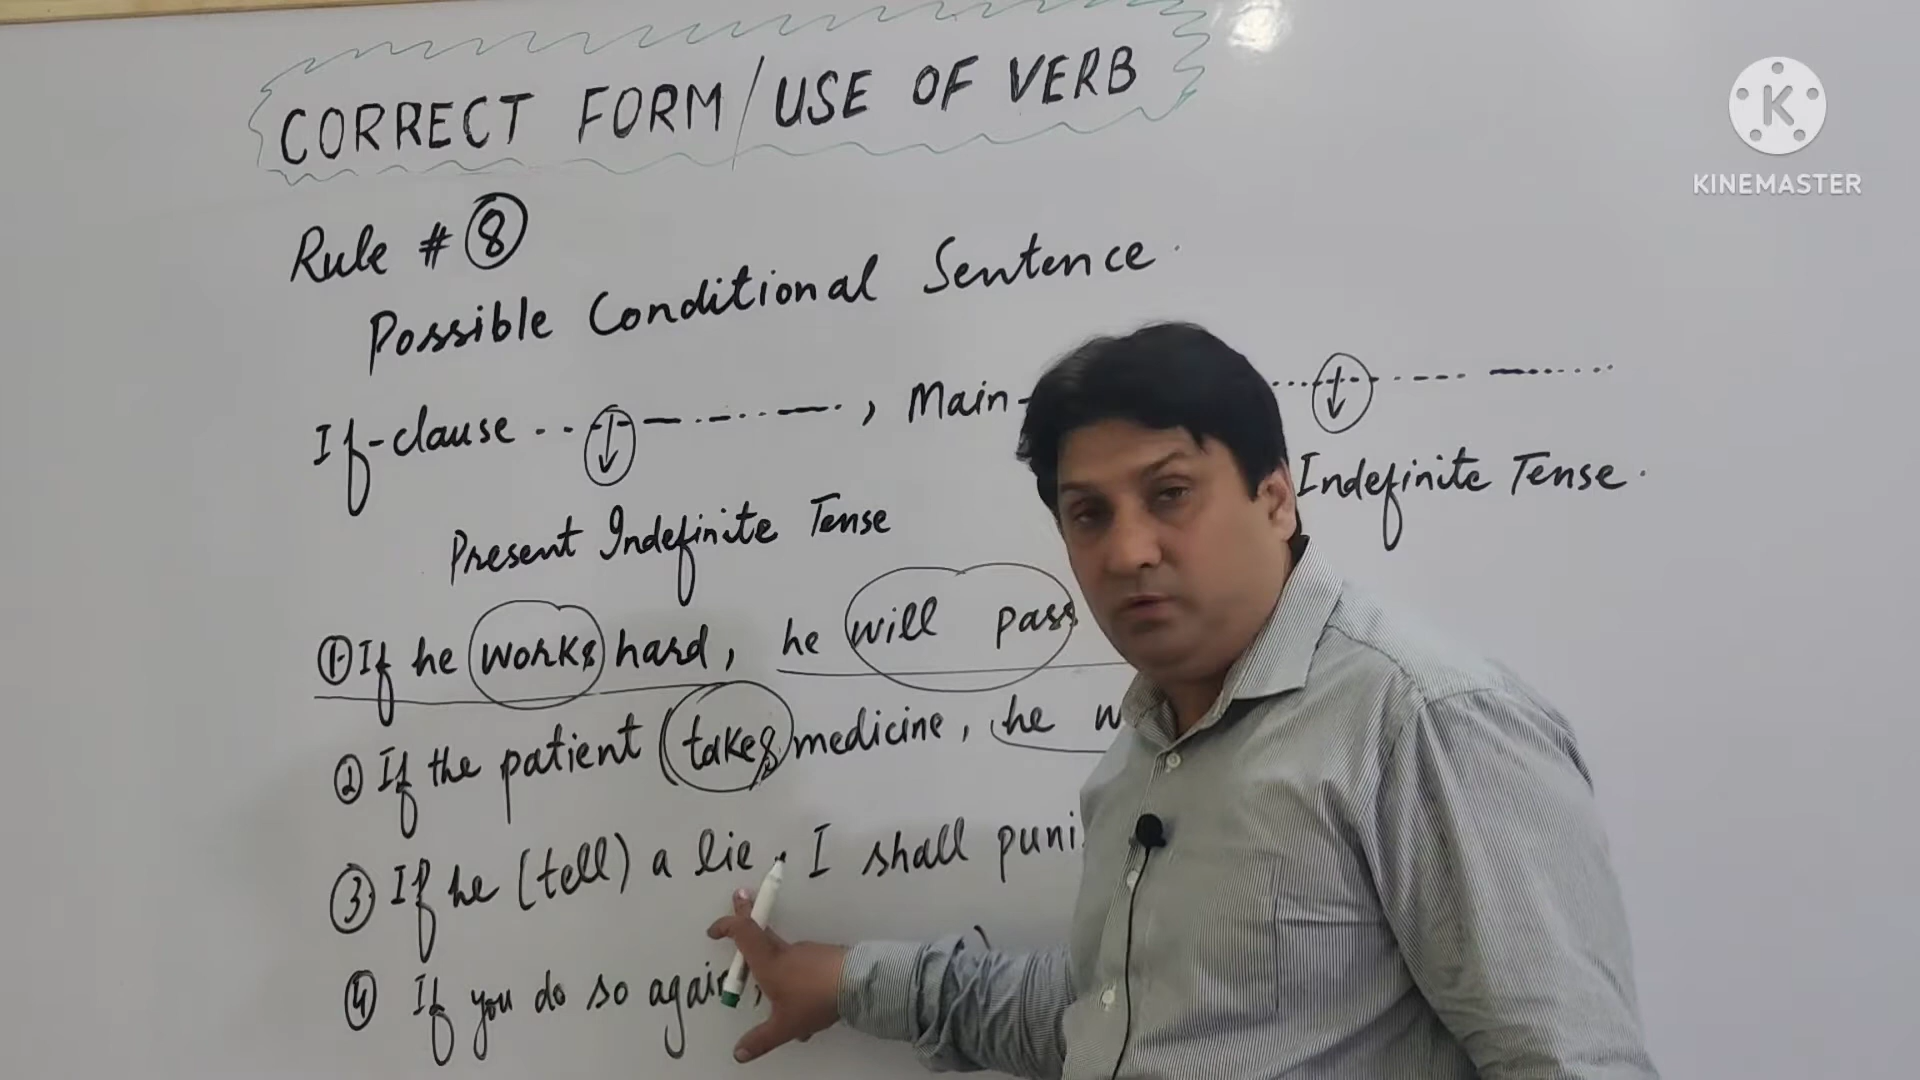 CORRECT FORM/USE OF VERB
KINEMASTER
Rule # 8
Possible Conditional Sentence.
If-clause , Main-
Present Indefinite Tense Indefinite Tense.
① If he works hard, he will pass
② If the patient (takes) medicine, he
③ If he (tell) a lie, I shall
④ If you do so again,